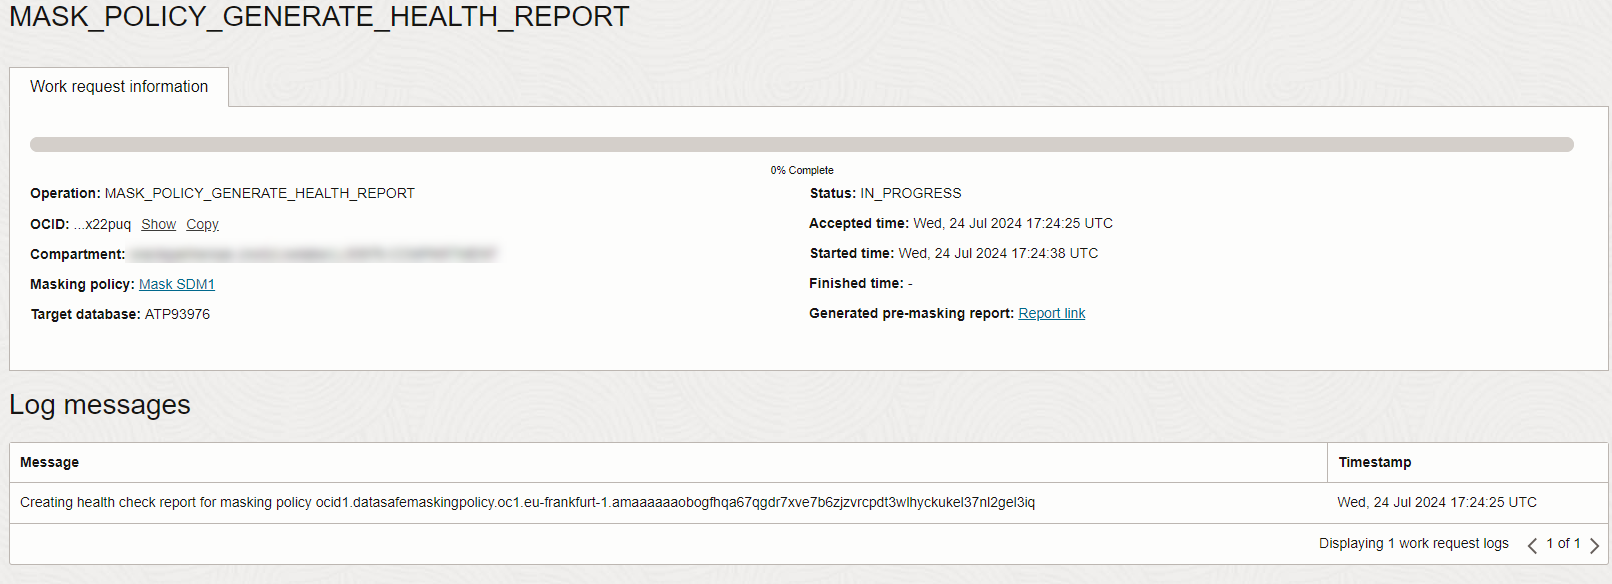 MASK_POLICY_GENERATE_HEALTH_REPORT
Work request information
0% Complete
Operation: MASK_POLICY_GENERATE_HEALTH_REPORT
OCID: ...x22puq Show Copy
Compartment:
Masking policy: Mask SDM1
Target database: ATP93976
Status: IN_PROGRESS
Accepted time: Wed, 24 Jul 2024 17:24:25 UTC
Started time: Wed, 24 Jul 2024 17:24:38 UTC
Finished time: -
Generated pre-masking report: Report link
Log messages
Message Timestamp
Creating health check report for masking policy ocid1.datasafemaskingpolicy.oc1.eu-frankfurt-1.amaaaaaaobogfhqa67qgdr7xve7b6zjzvrcpdt3wlhyckukel37nl2gel3iq Wed, 24 Jul 2024 17:24:25 UTC
Displaying 1 work request logs 1 of 1